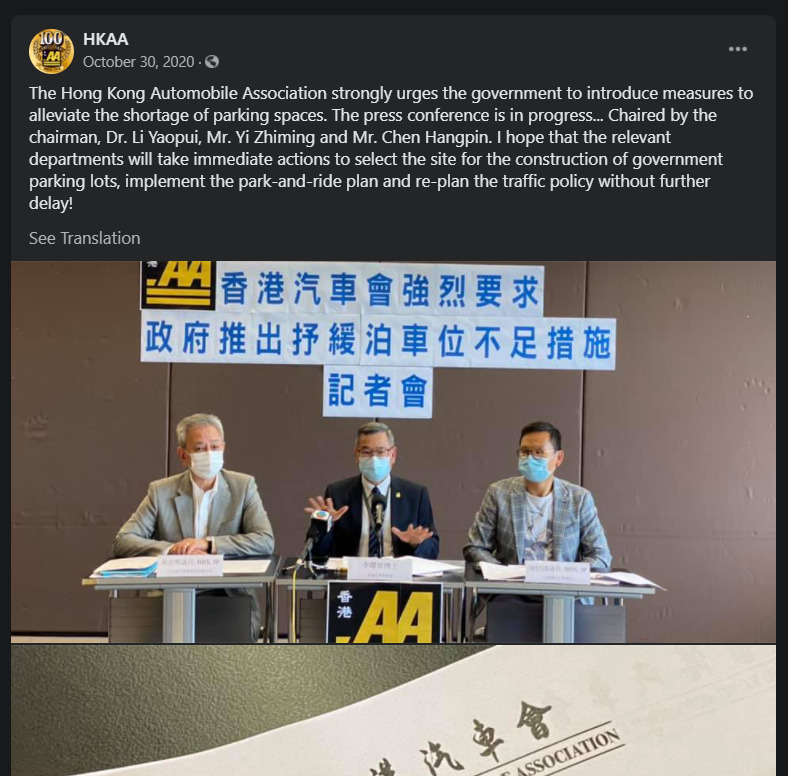 HKAA
October 30, 2020 ·
The Hong Kong Automobile Association strongly urges the government to introduce measures to
alleviate the shortage of parking spaces. The press conference is in progress... Chaired by the
chairman, Dr. Li Yaopui, Mr. Yi Zhiming and Mr. Chen Hangpin. I hope that the relevant
departments will take immediate actions to select the site for the construction of government
parking lots, implement the park-and-ride plan and re-plan the traffic policy without further
delay!
See Translation
港 AA
香港汽車會強烈要求
政府推出抒緩泊車位不足措施
記者會
香港 AA
港汽車會
ASSOCIATION